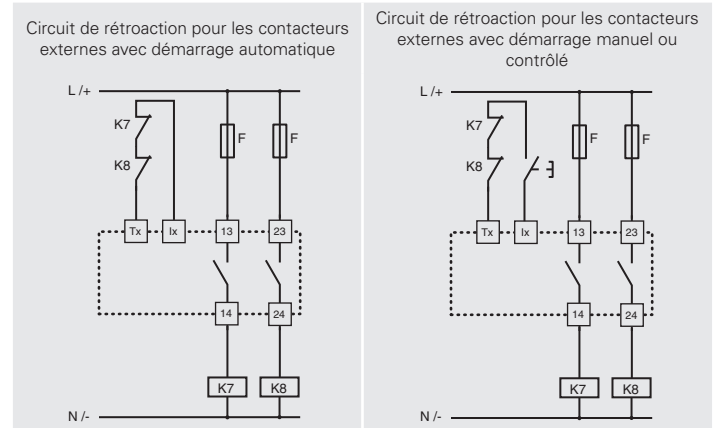 Circuit de rétroaction pour les contacteurs
externes avec démarrage automatique
L /+
K7
F
F
K8
Tx
Ix
13
23
14
24
K7
K8
N /-
Circuit de rétroaction pour les contacteurs
externes avec démarrage manuel ou
contrôlé
L /+
K7
F
F
K8
Tx
Ix
13
23
14
24
K7
K8
N /-